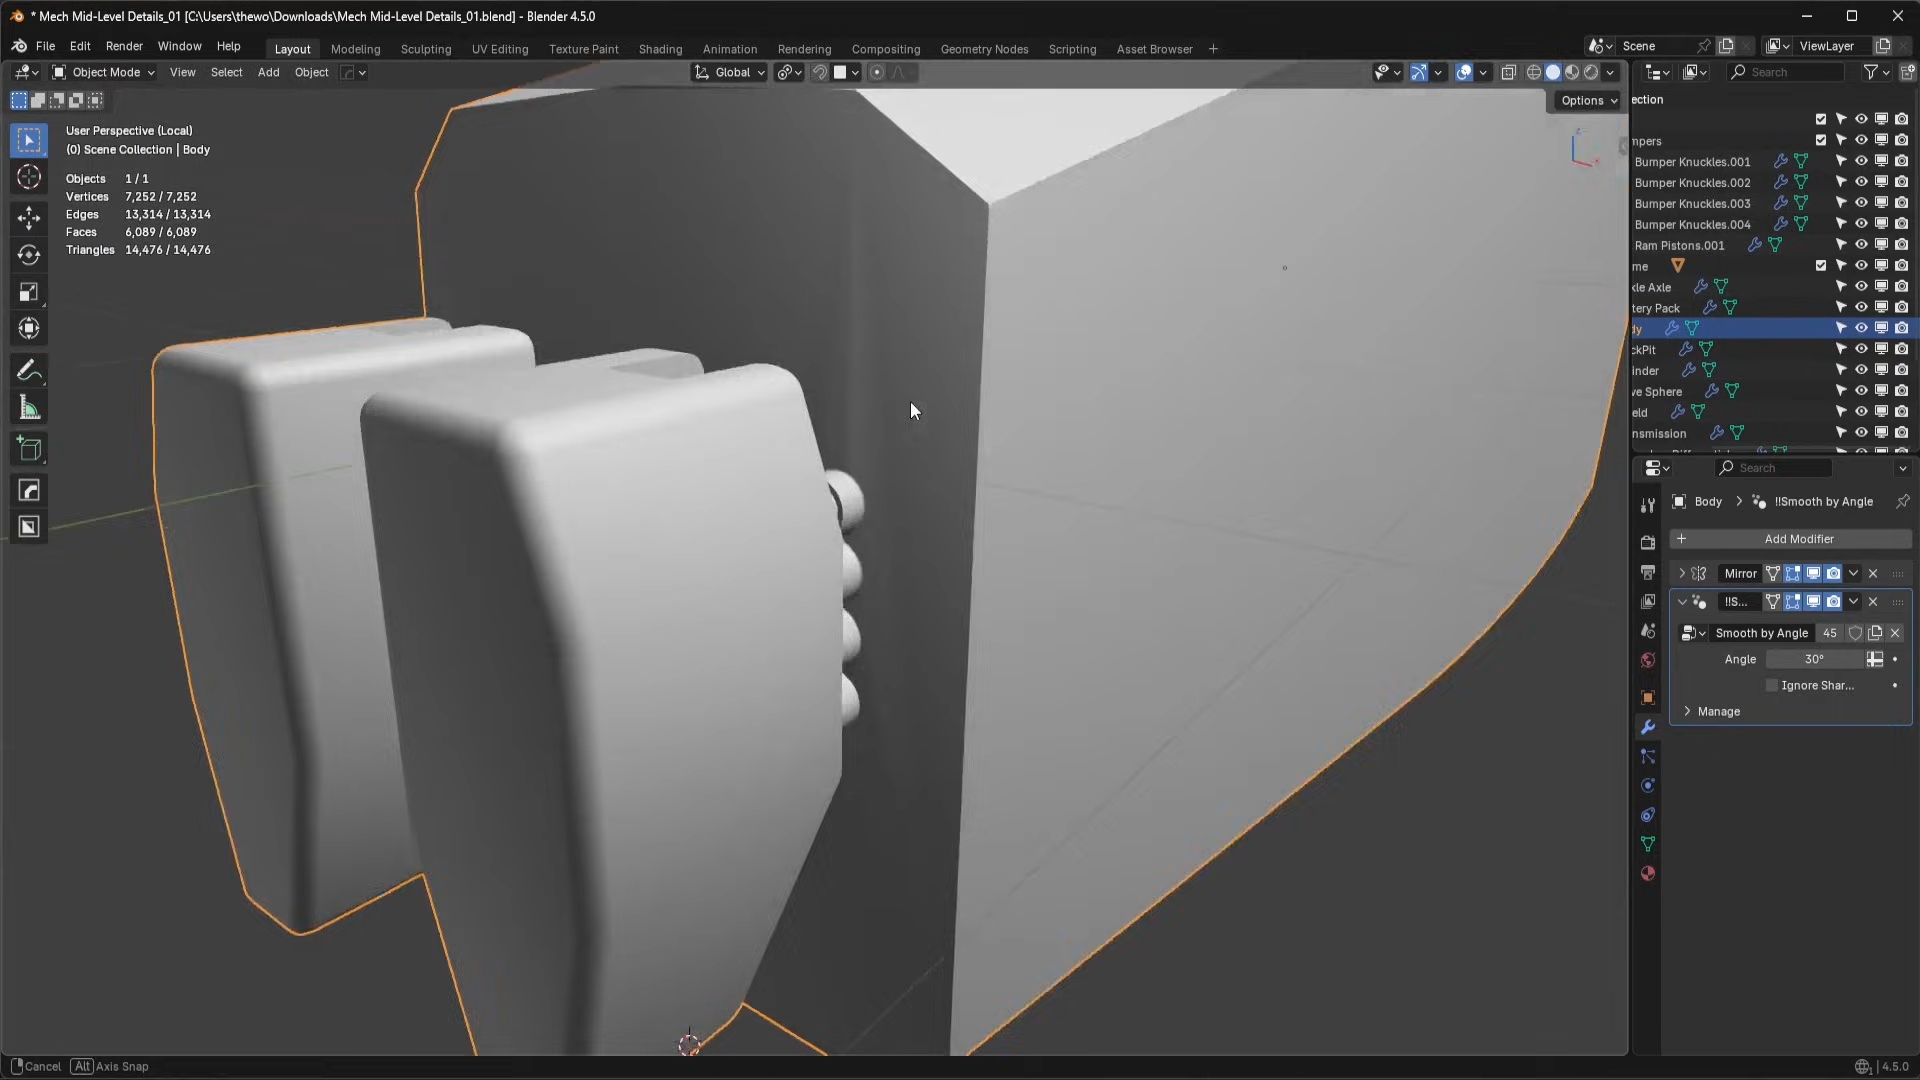 * Mech Mid-Level Details_01 [C:\Users\thewo\Downloads\Mech Mid-Level Details_01.blend] - Blender 4.5.0
File Edit Render Window Help
Layout Modeling Sculpting UV Editing Texture Paint Shading Animation Rendering Compositing Geometry Nodes Scripting Asset Browser +
Scene
ViewLayer
Object Mode View Select Add Object
Global
Search
Options
User Perspective (Local)
(0) Scene Collection | Body
Objects 1 / 1
Vertices 7,252 / 7,252
Edges 13,314 / 13,314
Faces 6,089 / 6,089
Triangles 14,476 / 14,476
ection
mpers
Bumper Knuckles.001
Bumper Knuckles.002
Bumper Knuckles.003
Bumper Knuckles.004
Ram Pistons.001
me
kle Axle
tery Pack
dy
ckPit
inder
ve Sphere
eld
nsmission
Search
Body > !!Smooth by Angle
+ Add Modifier
Mirror
!!S...
Smooth by Angle 45
Angle 30°
Ignore Shar...
Manage
Cancel Alt Axis Snap
4.5.0